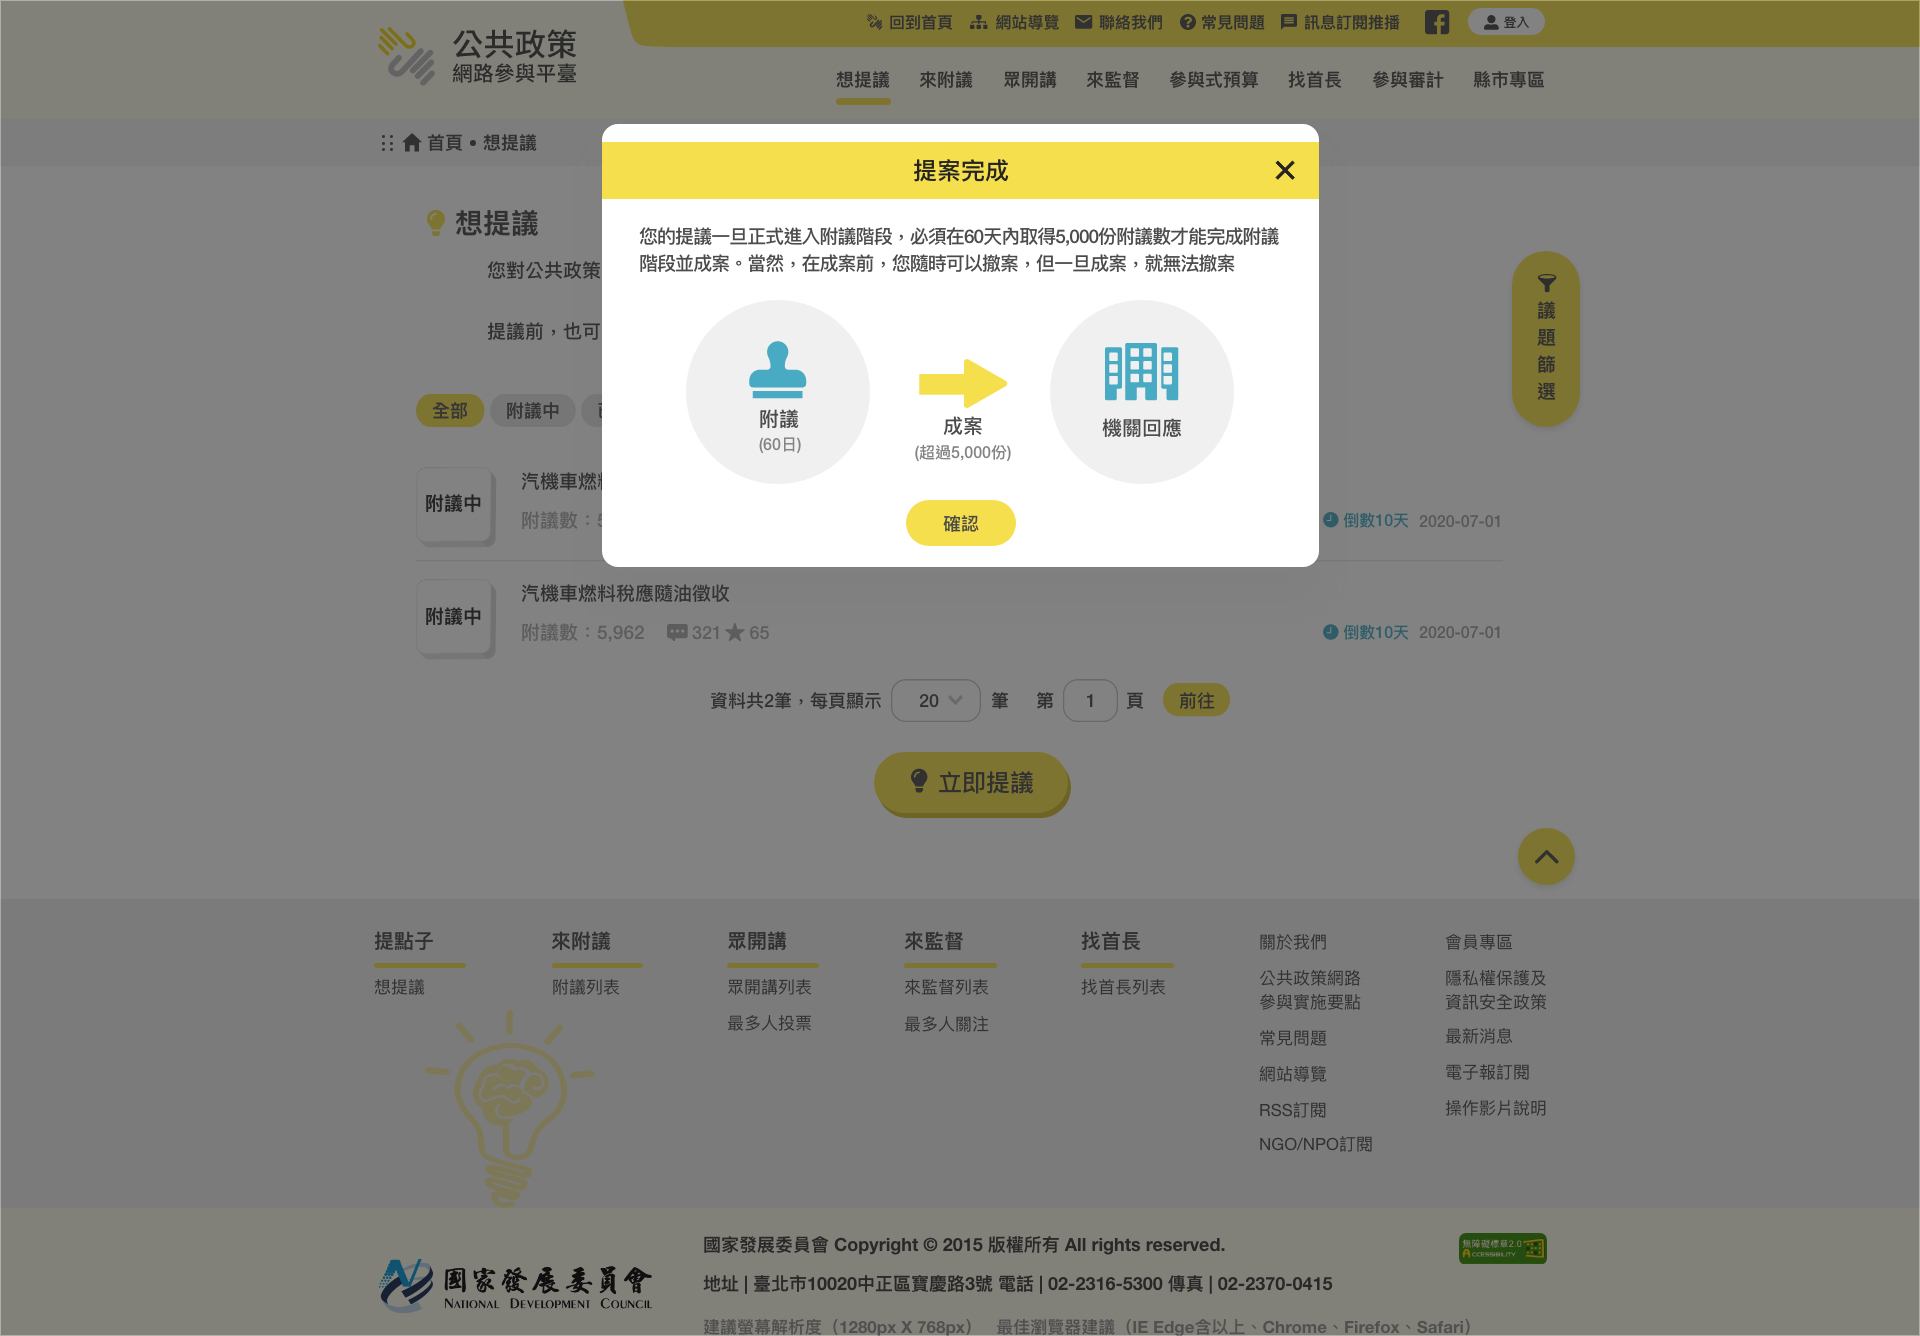 公共政策
網路參與平臺
回到首頁 網站導覽 聯絡我們 常見問題 訊息訂閱推播 登入
想提議 來附議 眾開講 來監督 參與式預算 找首長 參與審計 縣市專區
首頁 • 想提議
提案完成
您的提議一旦正式進入附議階段，必須在60天內取得5,000份附議數才能完成附議
階段並成案。當然，在成案前，您隨時可以撤案，但一旦成案，就無法撤案
附議
(60日)
成案
(超過5,000份)
機關回應
確認
想提議
您對公共政策
提議前，也可
議
題
篩
選
全部 附議中
附議中
汽機車燃
附議數：
倒數10天 2020-07-01
附議中
汽機車燃料稅應隨油徵收
附議數：5,962 321 65
倒數10天 2020-07-01
資料共2筆，每頁顯示 20 筆 第 1 頁 前往
立即提議
提點子
想提議
來附議
附議列表
眾開講
眾開講列表
最多人投票
來監督
來監督列表
最多人關注
找首長
找首長列表
關於我們
公共政策網路
參與實施要點
常見問題
網站導覽
RSS訂閱
NGO/NPO訂閱
會員專區
隱私權保護及
資訊安全政策
最新消息
電子報訂閱
操作影片說明
國家發展委員會
NATIONAL DEVELOPMENT COUNCIL
國家發展委員會 Copyright © 2015 版權所有 All rights reserved.
地址 | 臺北市10020中正區寶慶路3號 電話 | 02-2316-5300 傳真 | 02-2370-0415
建議螢幕解析度（1280px X 768px） 最佳瀏覽器建議（IE Edge含以上、Chrome、Firefox、Safari）
無障礙標章2.0
ACCESSIBILITY